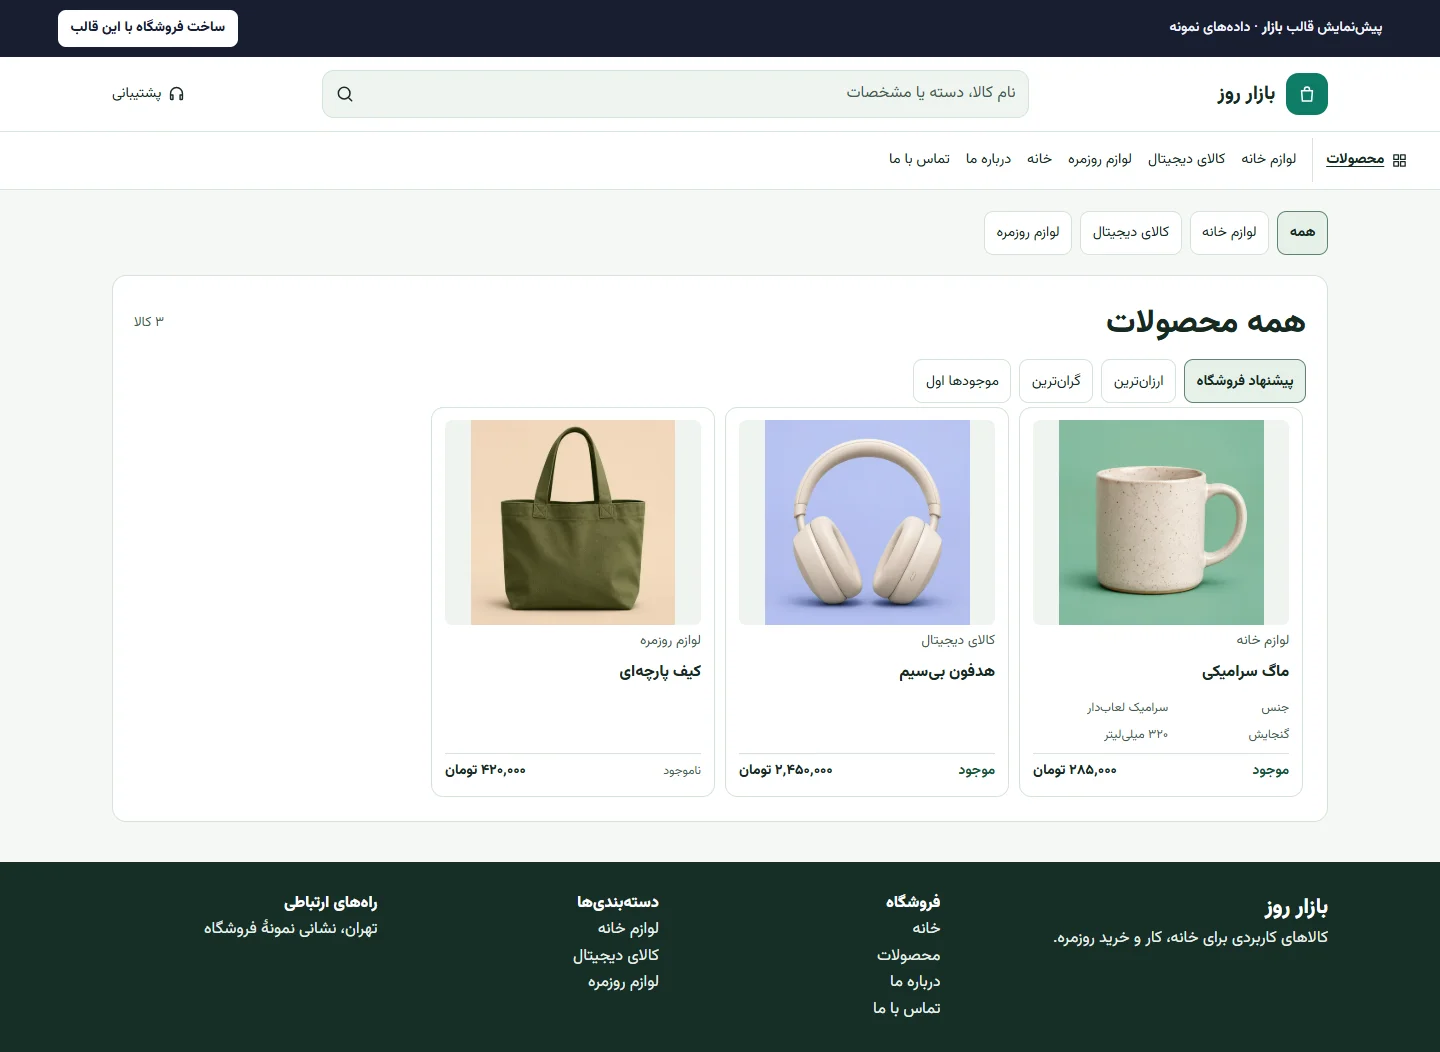 پیش‌نمایش قالب بازار · داده‌های نمونه
ساخت فروشگاه با این قالب
بازار روز
نام کالا، دسته یا مشخصات
پشتیبانی
محصولات
لوازم خانه
کالای دیجیتال
لوازم روزمره
خانه
درباره ما
تماس با ما
همه
لوازم خانه
کالای دیجیتال
لوازم روزمره
همه محصولات
۳ کالا
پیشنهاد فروشگاه
ارزان‌ترین
گران‌ترین
موجودها اول
لوازم خانه
ماگ سرامیکی
جنس سرامیک لعاب‌دار
گنجایش ۳۲۰ میلی‌لیتر
موجود ۲۸۵,۰۰۰ تومان
کالای دیجیتال
هدفون بی‌سیم
موجود ۲,۴۵۰,۰۰۰ تومان
لوازم روزمره
کیف پارچه‌ای
ناموجود ۴۲۰,۰۰۰ تومان
بازار روز
کالاهای کاربردی برای خانه، کار و خرید روزمره.
فروشگاه
خانه
محصولات
درباره ما
تماس با ما
دسته‌بندی‌ها
لوازم خانه
کالای دیجیتال
لوازم روزمره
راه‌های ارتباطی
تهران، نشانی نمونهٔ فروشگاه